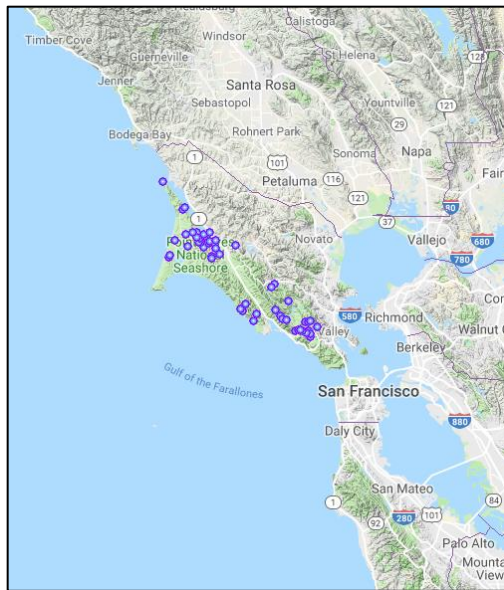 Calistoga
Timber Cove
Windsor
Guerneville
St Helena
128
Santa Rosa
Jenner
Yountville
Sebastopol
121
29
Bodega Bay
Rohnert Park
Sonoma
Napa
1
101
116
Petaluma
121
Fair
80
37
1
Novato
Vallejo
680
780
Nation
Seashore
580
Richmond
Valley
Walnut C
Berkeley
Gulf of the Farallones
San Francisco
Daly City
880
San Mateo
84
1
101
92
280
Palo Alto
Mounta
View